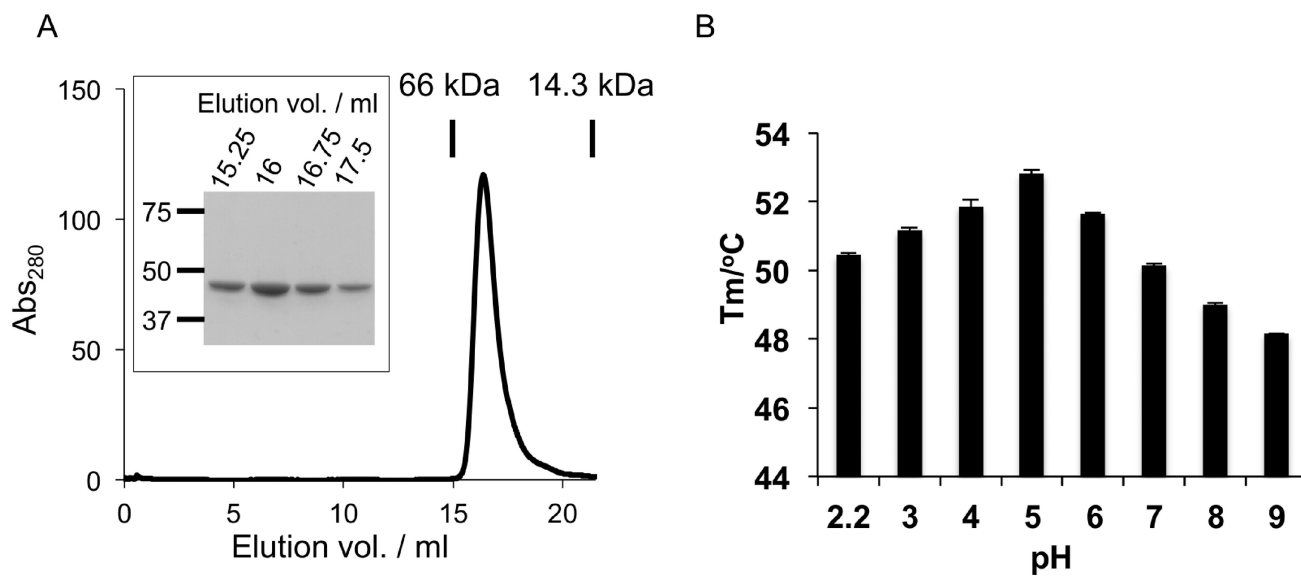 A
B
150
100
50
0
Abs280
0 5 10 15 20
Elution vol. / ml
66 kDa 14.3 kDa
Elution vol. / ml
15.25 16 16.75 17.5
75
50
37
54
52
50
48
46
44
Tm/ºC
2.2 3 4 5 6 7 8 9
pH